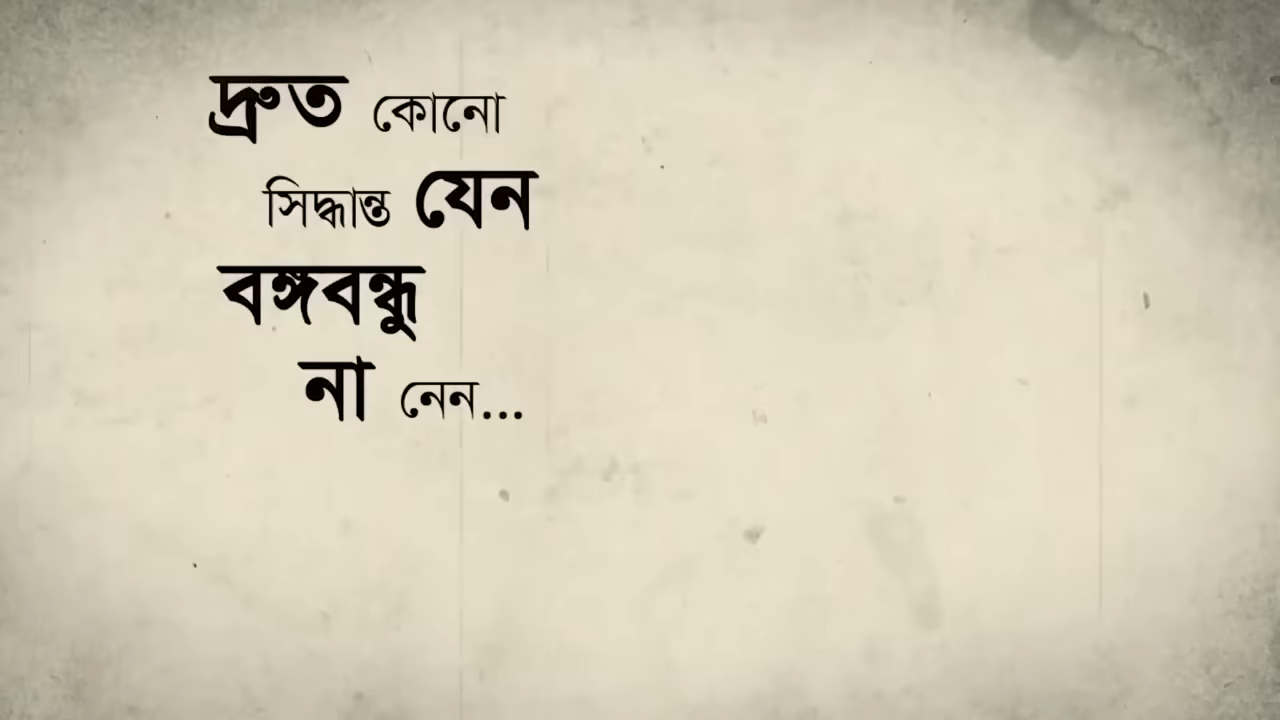 দ্রুত কোনো
সিদ্ধান্ত যেন
বঙ্গবন্ধু
না নেন...